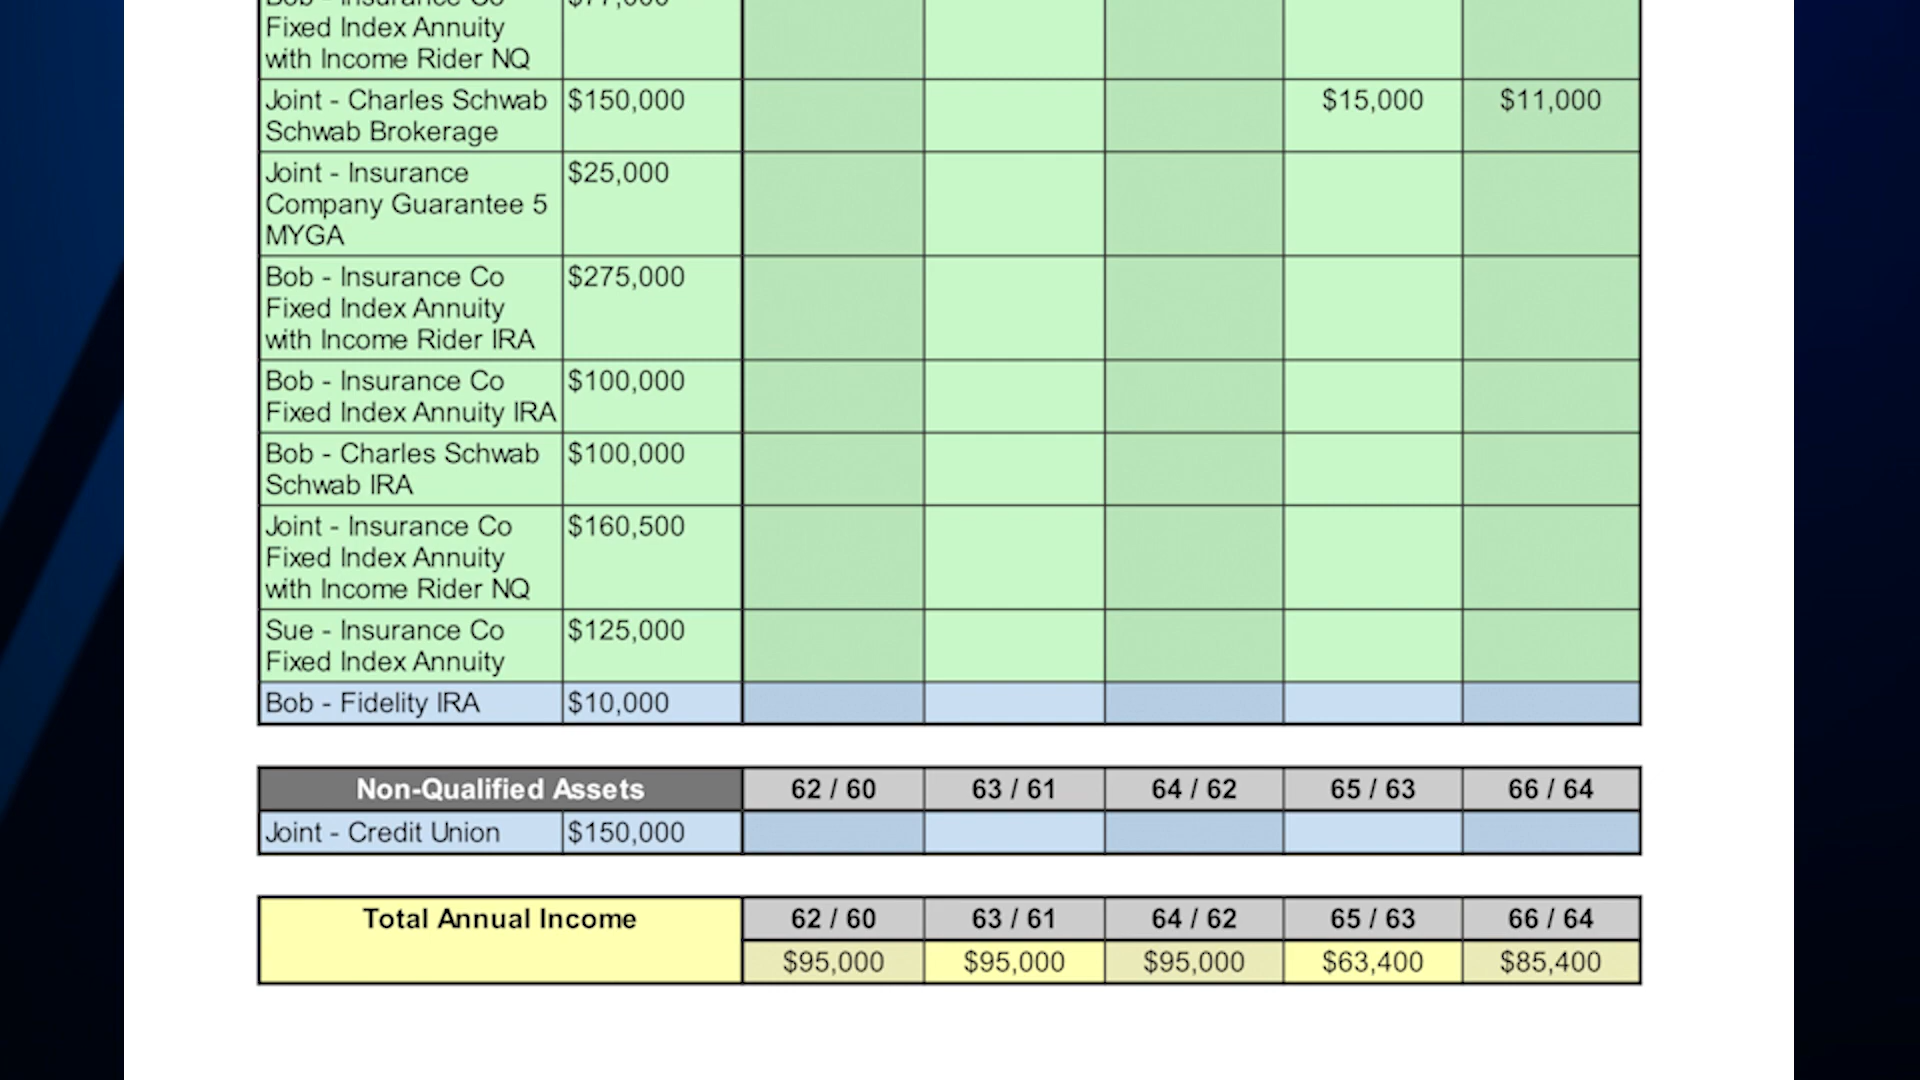 Bob - Insurance Co $77,000
Fixed Index Annuity
with Income Rider NQ
Joint - Charles Schwab $150,000 $15,000 $11,000
Schwab Brokerage
Joint - Insurance $25,000
Company Guarantee 5
MYGA
Bob - Insurance Co $275,000
Fixed Index Annuity
with Income Rider IRA
Bob - Insurance Co $100,000
Fixed Index Annuity IRA
Bob - Charles Schwab $100,000
Schwab IRA
Joint - Insurance Co $160,500
Fixed Index Annuity
with Income Rider NQ
Sue - Insurance Co $125,000
Fixed Index Annuity
Bob - Fidelity IRA $10,000
Non-Qualified Assets 62 / 60 63 / 61 64 / 62 65 / 63 66 / 64
Joint - Credit Union $150,000
Total Annual Income 62 / 60 63 / 61 64 / 62 65 / 63 66 / 64
$95,000 $95,000 $95,000 $63,400 $85,400